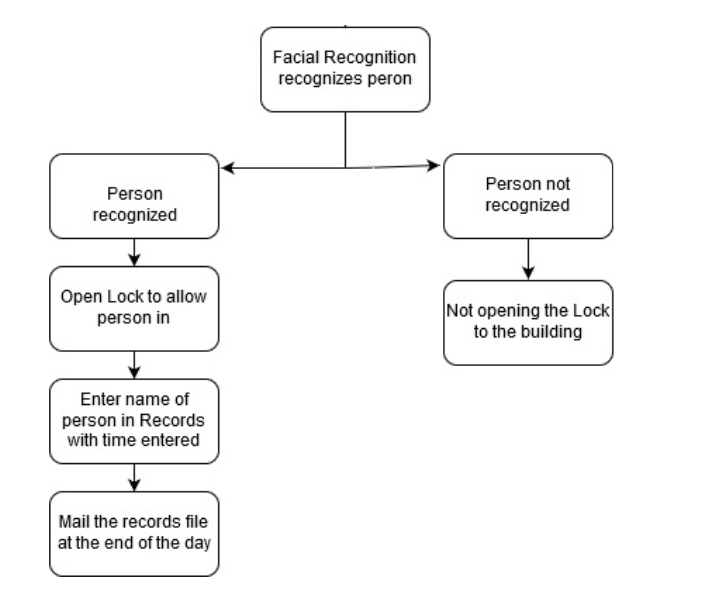 Facial Recognition
recognizes peron
Person
recognized
Person not
recognized
Open Lock to allow
person in
Not opening the Lock
to the building
Enter name of
person in Records
with time entered
Mail the records file
at the end of the day